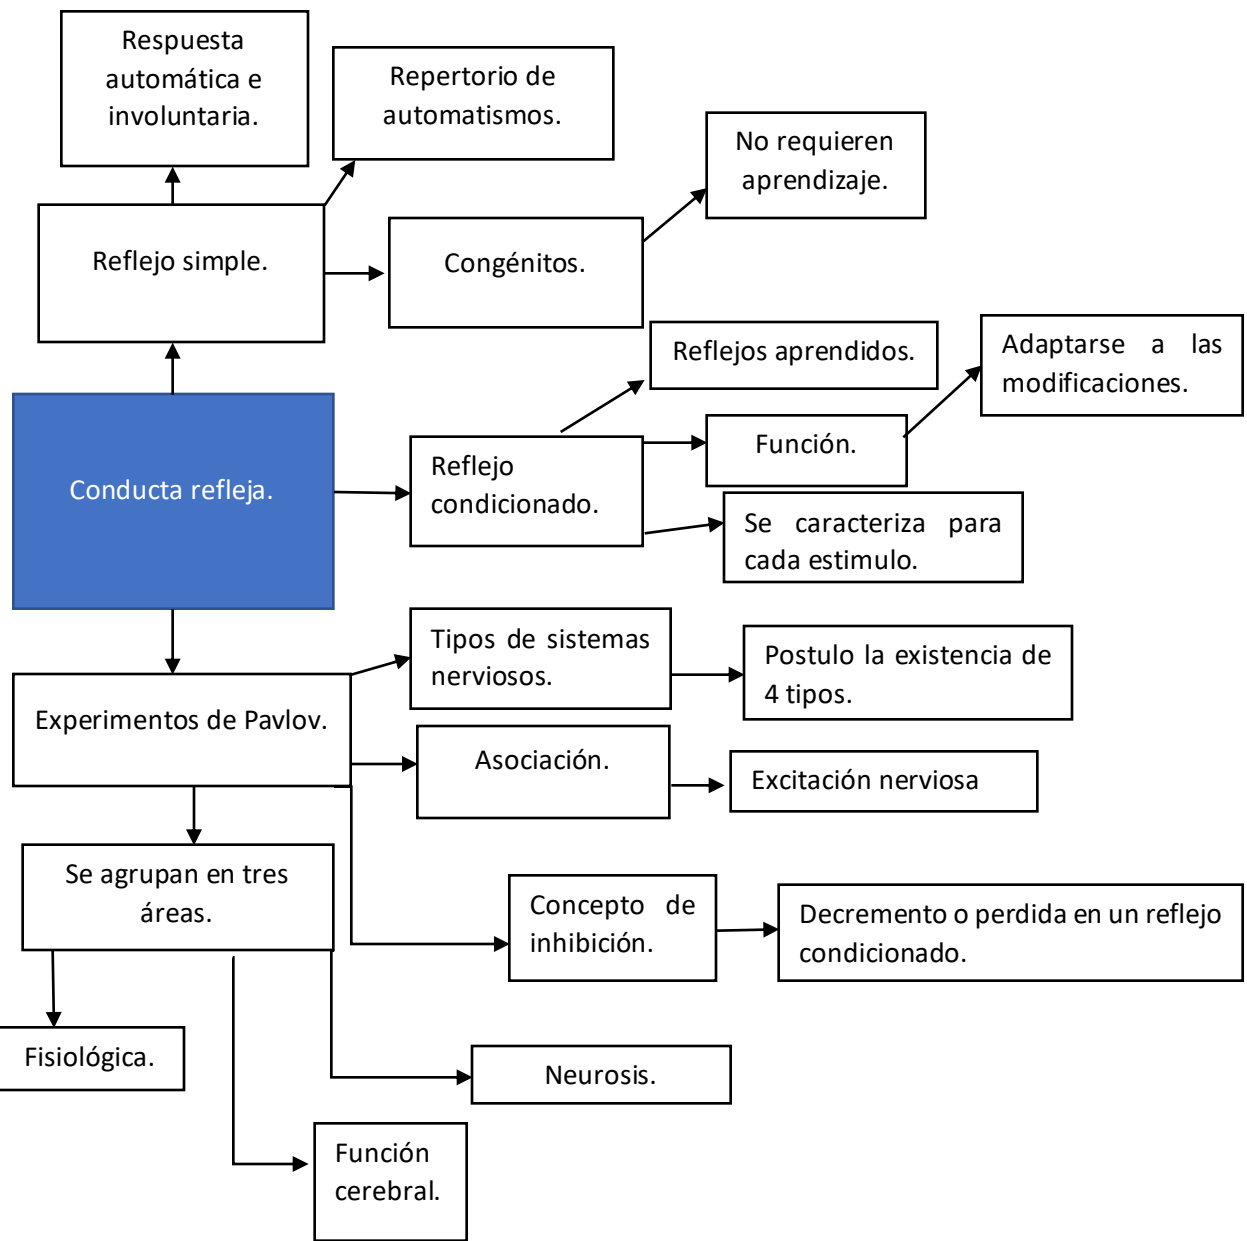 Respuesta
automática e
involuntaria.
Repertorio de
automatismos.
No requieren
aprendizaje.
Reflejo simple.
Congénitos.
Reflejos aprendidos.
Adaptarse a las
modificaciones.
Conducta refleja.
Reflejo
condicionado.
Función.
Se caracteriza para
cada estimulo.
Tipos de sistemas
nerviosos.
Postulo la existencia de
4 tipos.
Experimentos de Pavlov.
Asociación.
Excitación nerviosa
Se agrupan en tres
áreas.
Concepto de
inhibición.
Decremento o perdida en un reflejo
condicionado.
Fisiológica.
Neurosis.
Función
cerebral.